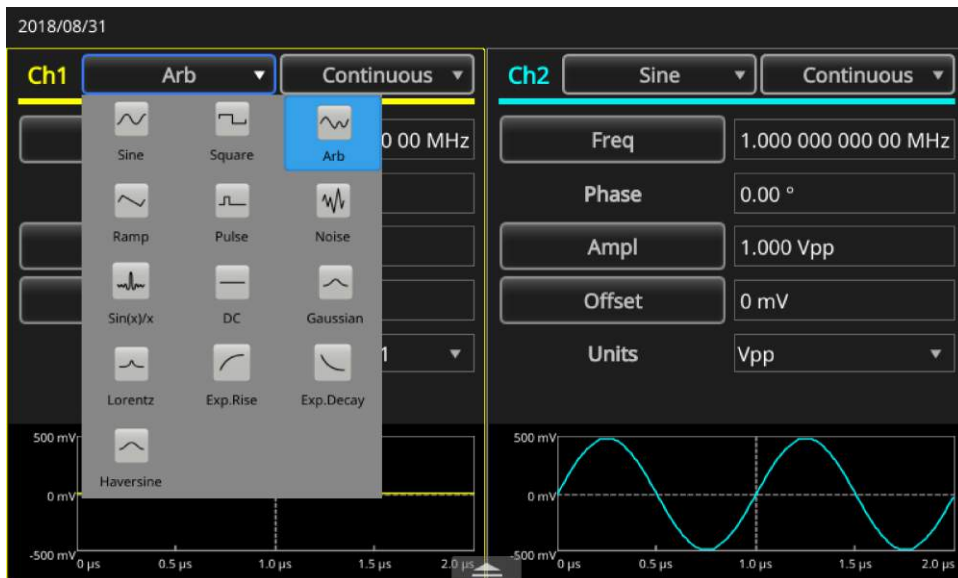 2018/08/31
Ch1 Arb Continuous
Sine Square Arb
Ramp Pulse Noise
Sin(x)/x DC Gaussian
Lorentz Exp.Rise Exp.Decay
Haversine
0 00 MHz
1
500 mV
0 mV
-500 mV
0 µs 0.5 µs 1.0 µs 1.5 µs 2.0 µs
Ch2 Sine Continuous
Freq 1.000 000 000 00 MHz
Phase 0.00 °
Ampl 1.000 Vpp
Offset 0 mV
Units Vpp
500 mV
0 mV
-500 mV
0 µs 0.5 µs 1.0 µs 1.5 µs 2.0 µs